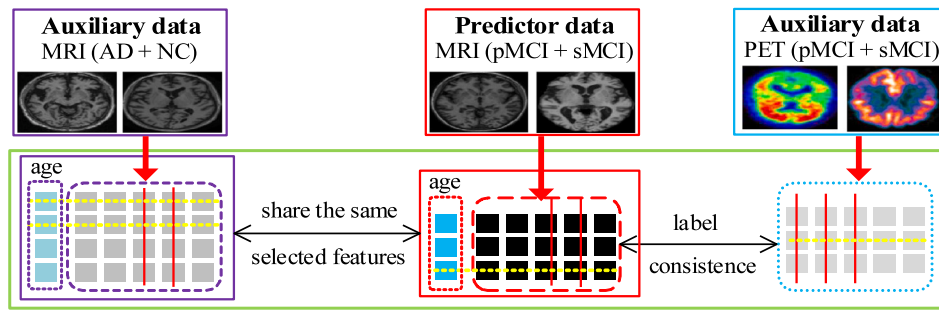 Auxiliary data
MRI (AD + NC)
Predictor data
MRI (pMCI + sMCI)
Auxiliary data
PET (pMCI + sMCI)
age
share the same
selected features
age
label
consistence